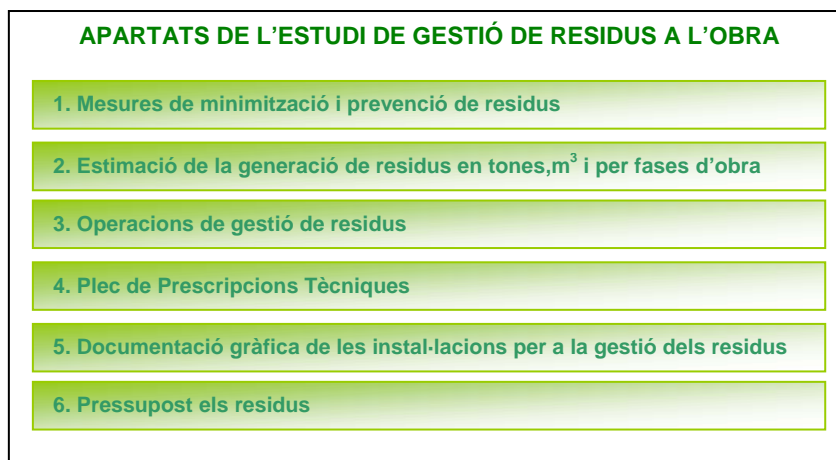 APARTATS DE L’ESTUDI DE GESTIÓ DE RESIDUS A L’OBRA
1. Mesures de minimització i prevenció de residus
2. Estimació de la generació de residus en tones,m³ i per fases d’obra
3. Operacions de gestió de residus
4. Plec de Prescripcions Tècniques
5. Documentació gràfica de les instal·lacions per a la gestió dels residus
6. Pressupost els residus